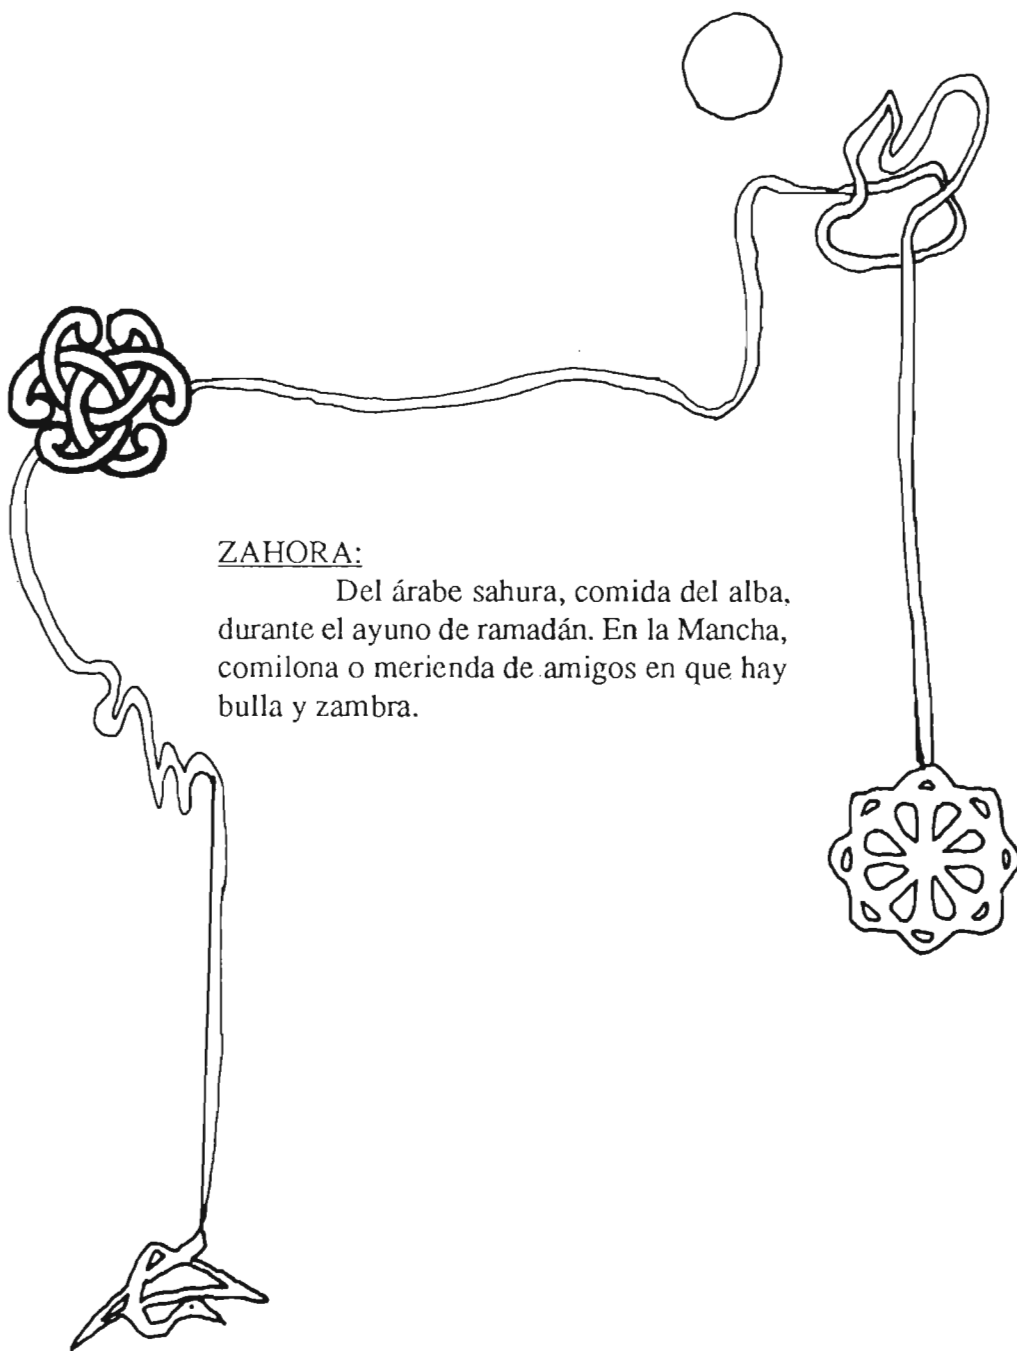 ZAHORA:
Del árabe sahura, comida del alba,
durante el ayuno de ramadán. En la Mancha,
comilona o merienda de amigos en que hay
bulla y zambra.